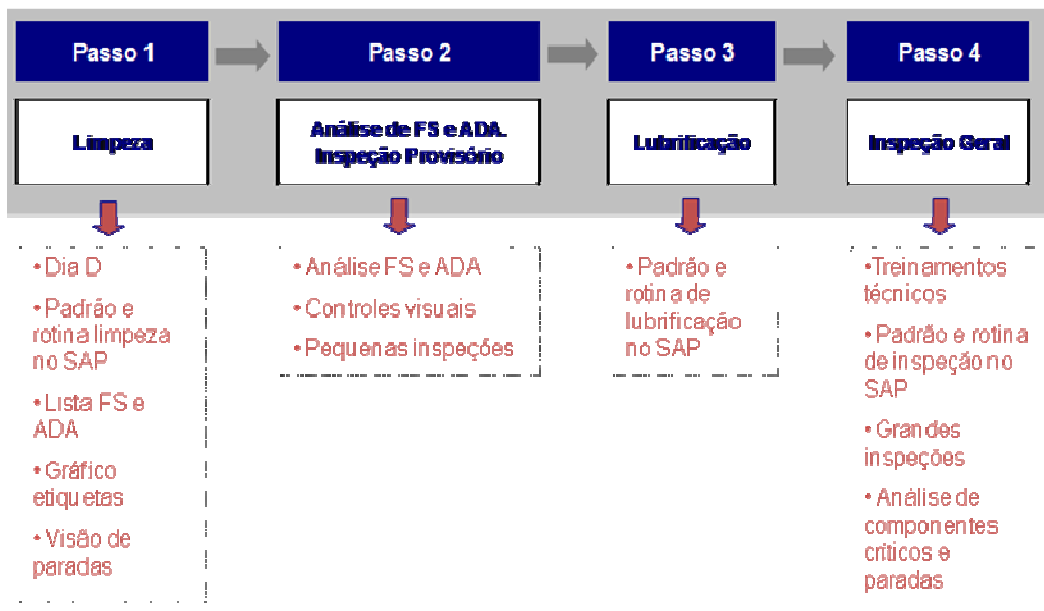 Passo 1
Passo 2
Passo 3
Passo 4
Limpeza
Análise de FS e ADA.
Inspeção Provisório
Lubrificação
Inspeção Geral
• Dia D
• Padrão e
rotina limpeza
no SAP
• Lista FS e
ADA
• Gráfico
etiquetas
• Visão de
paradas
• Análise FS e ADA
• Controles visuais
• Pequenas inspeções
• Padrão e
rotina de
lubrificação
no SAP
• Treinamentos
técnicos
• Padrão e rotina
de inspeção no
SAP
• Grandes
inspeções
• Análise de
componentes
críticos e
paradas